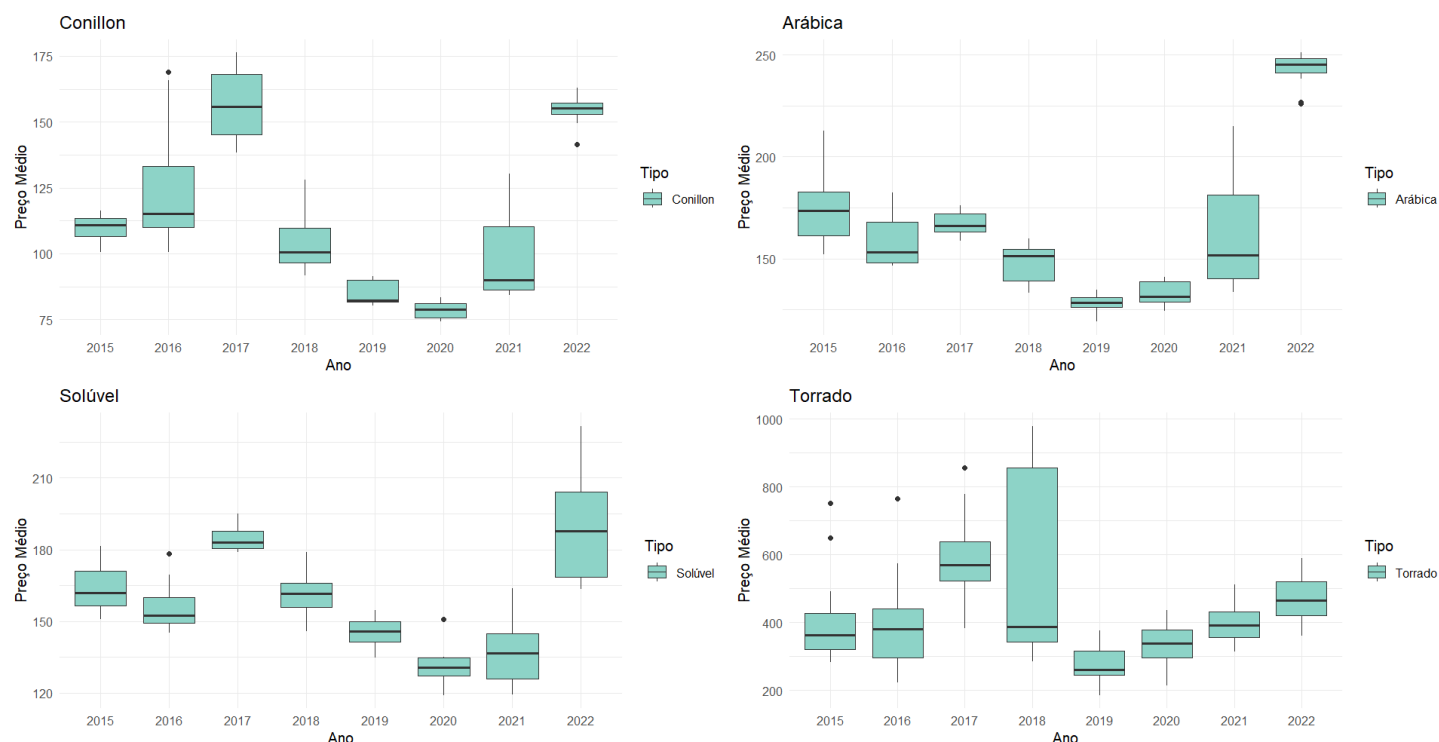 Conillon
175
150
125
100
75
Preço Médio
2015 2016 2017 2018 2019 2020 2021 2022
Ano
Tipo
Conillon
Arábica
250
200
150
Preço Médio
2015 2016 2017 2018 2019 2020 2021 2022
Ano
Tipo
Arábica
Solúvel
210
180
150
120
Preço Médio
2015 2016 2017 2018 2019 2020 2021 2022
Ano
Tipo
Solúvel
Torrado
1000
800
600
400
200
Preço Médio
2015 2016 2017 2018 2019 2020 2021 2022
Ano
Tipo
Torrado